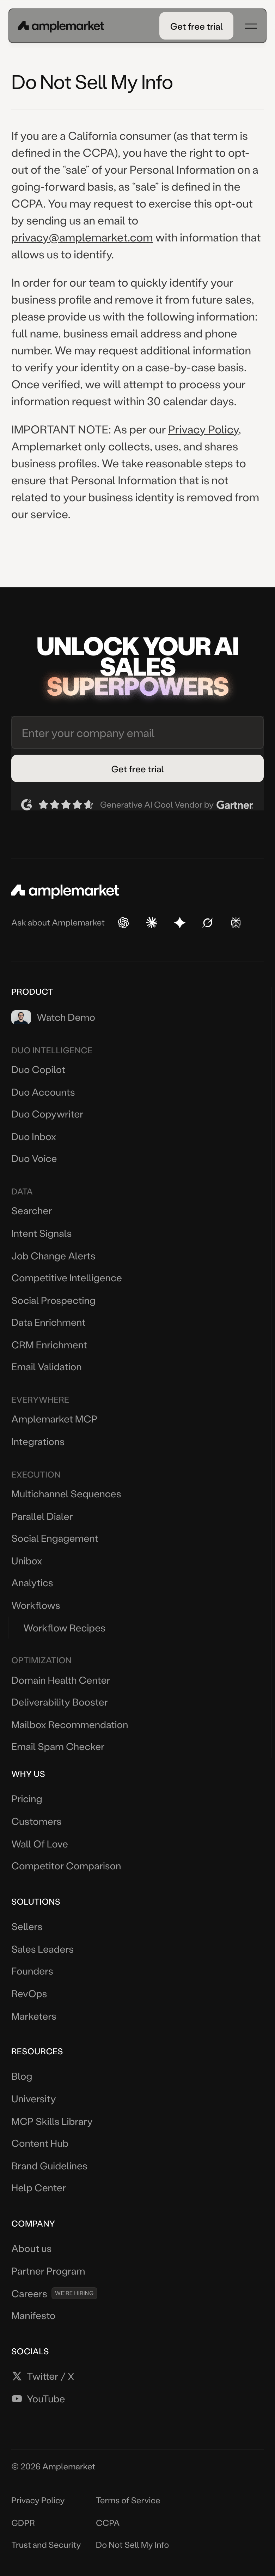 amplemarket
Get free trial
Do Not Sell My Info
If you are a California consumer (as that term is
defined in the CCPA), you have the right to opt-
out of the “sale” of your Personal Information on a
going-forward basis, as “sale” is defined in the
CCPA. You may request to exercise this opt-out
by sending us an email to
privacy@amplemarket.com with information that
allows us to identify.
In order for our team to quickly identify your
business profile and remove it from future sales,
please provide us with the following information:
full name, business email address and phone
number. We may request additional information
to verify your identity on a case-by-case basis.
Once verified, we will attempt to process your
information request within 30 calendar days.
IMPORTANT NOTE: As per our Privacy Policy,
Amplemarket only collects, uses, and shares
business profiles. We take reasonable steps to
ensure that Personal Information that is not
related to your business identity is removed from
our service.
UNLOCK YOUR AI
SALES
SUPERPOWERS
Enter your company email
Get free trial
Generative AI Cool Vendor by Gartner
amplemarket
Ask about Amplemarket
PRODUCT
Watch Demo
DUO INTELLIGENCE
Duo Copilot
Duo Accounts
Duo Copywriter
Duo Inbox
Duo Voice
DATA
Searcher
Intent Signals
Job Change Alerts
Competitive Intelligence
Social Prospecting
Data Enrichment
CRM Enrichment
Email Validation
EVERYWHERE
Amplemarket MCP
Integrations
EXECUTION
Multichannel Sequences
Parallel Dialer
Social Engagement
Unibox
Analytics
Workflows
Workflow Recipes
OPTIMIZATION
Domain Health Center
Deliverability Booster
Mailbox Recommendation
Email Spam Checker
WHY US
Pricing
Customers
Wall Of Love
Competitor Comparison
SOLUTIONS
Sellers
Sales Leaders
Founders
RevOps
Marketers
RESOURCES
Blog
University
MCP Skills Library
Content Hub
Brand Guidelines
Help Center
COMPANY
About us
Partner Program
Careers WE'RE HIRING
Manifesto
SOCIALS
Twitter / X
YouTube
© 2026 Amplemarket
Privacy Policy Terms of Service
GDPR CCPA
Trust and Security Do Not Sell My Info